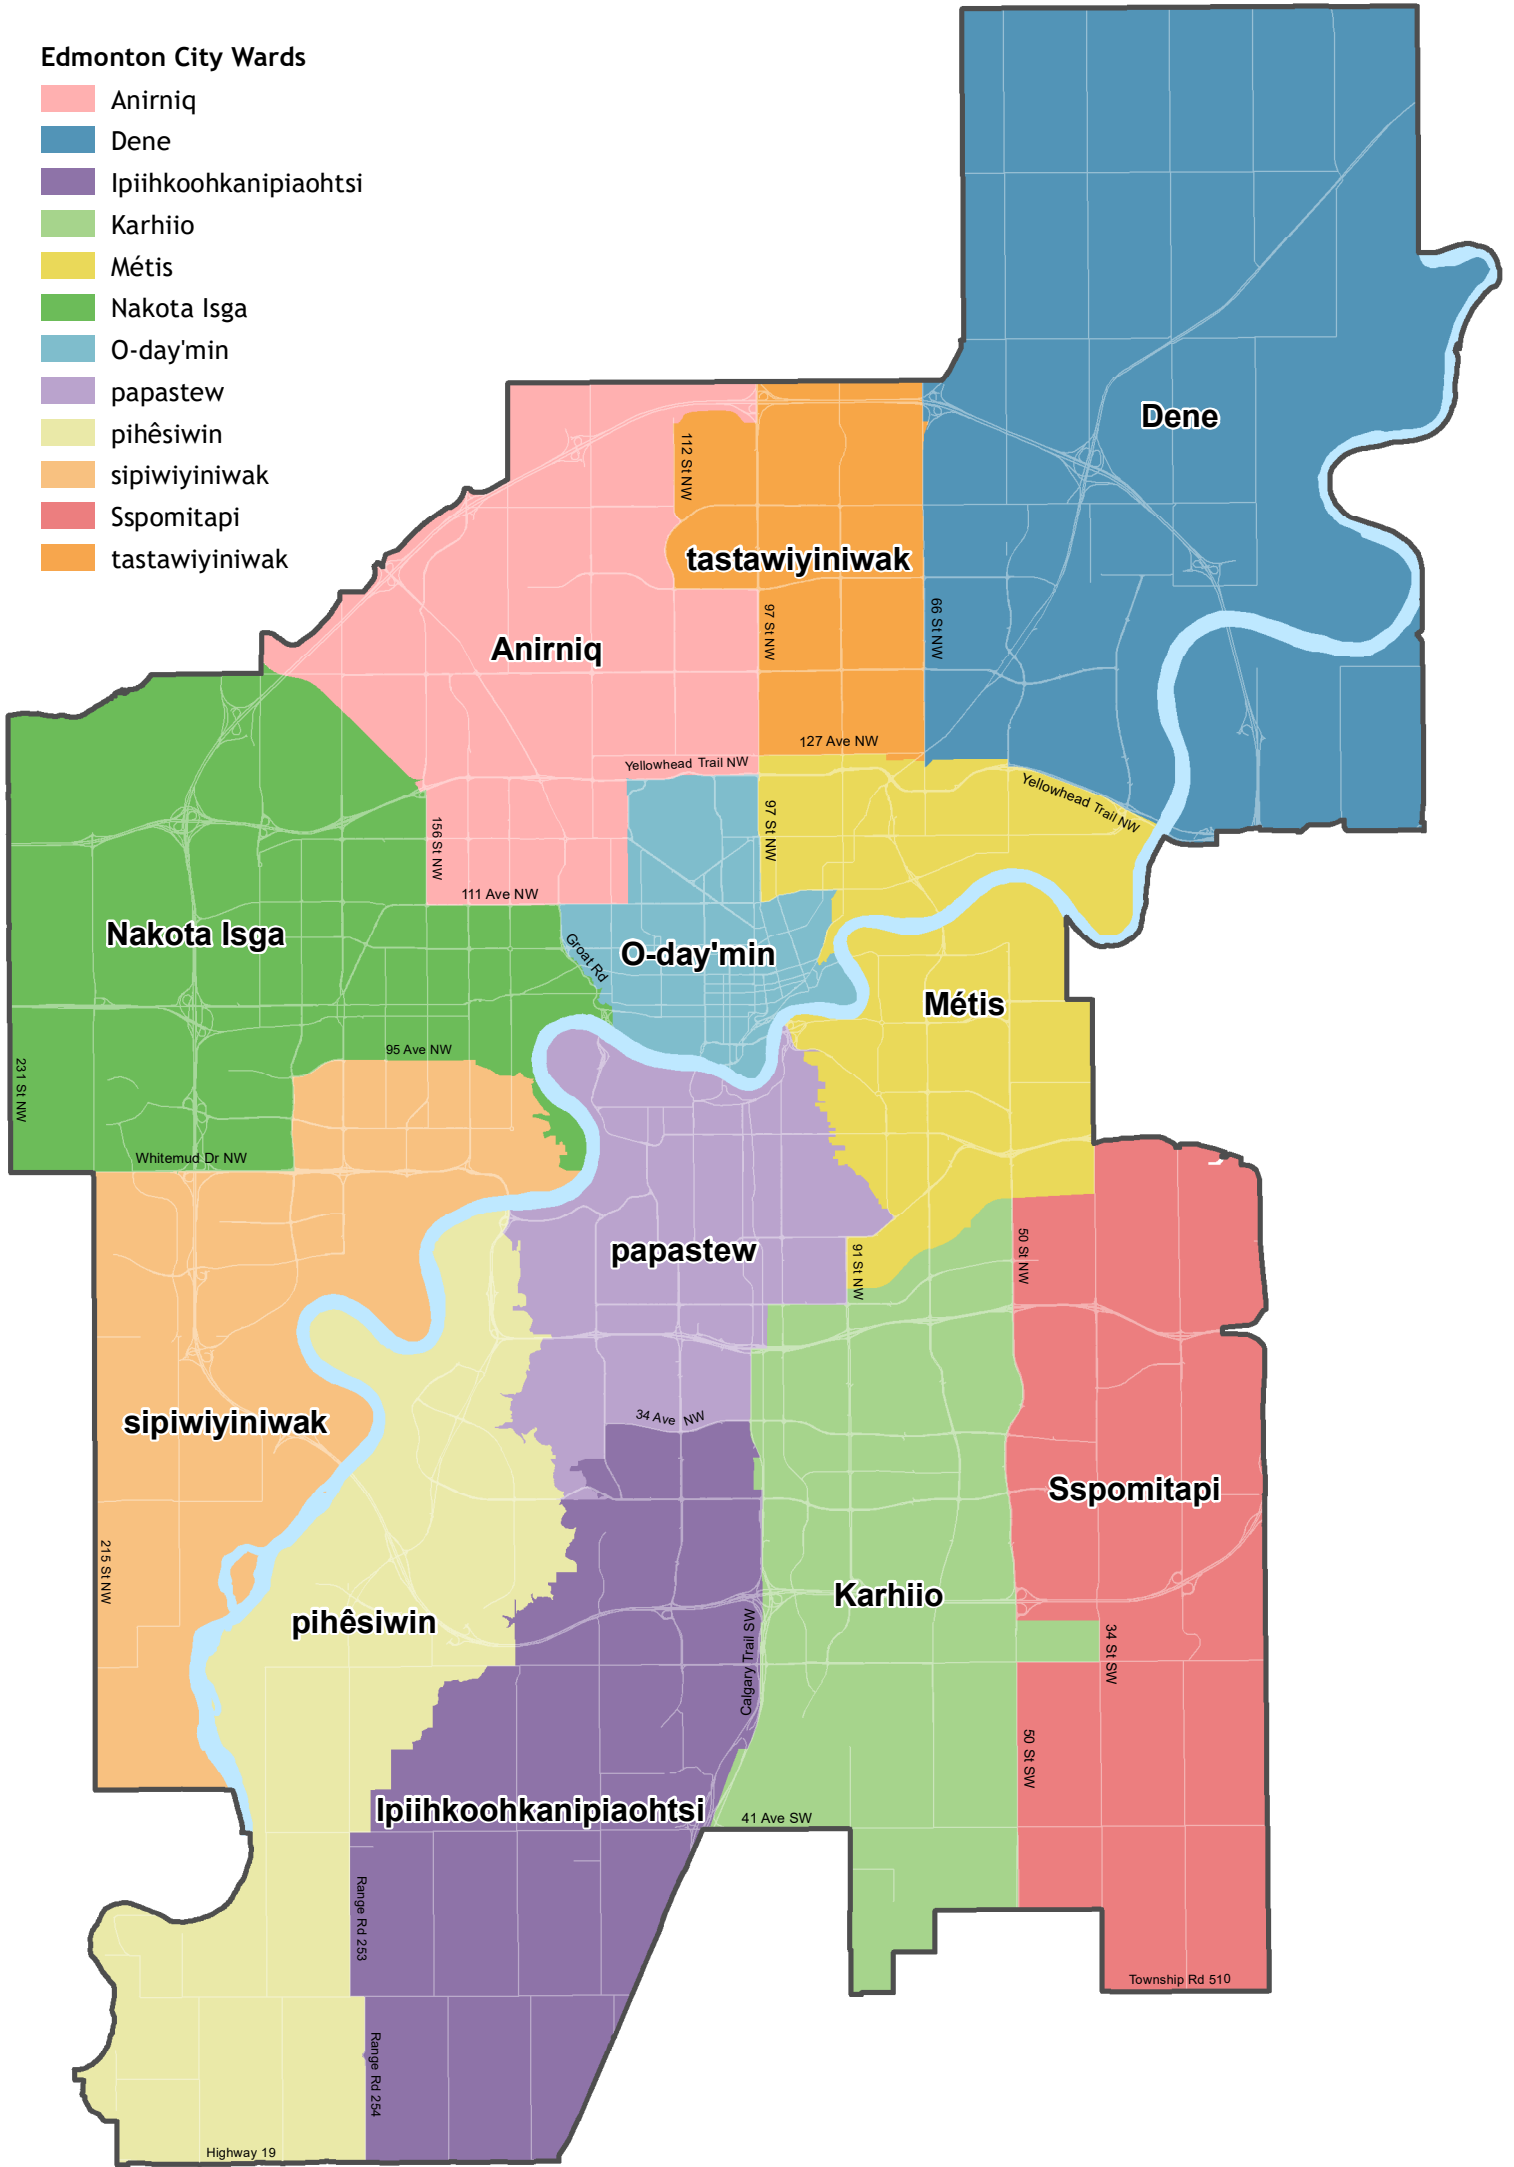 Edmonton City Wards
Anirniq
Dene
Ipiihkoohkanipiaohtsi
Karhiio
Métis
Nakota Isga
O-day'min
papastew
pihêsiwin
sipiwiyiniwak
Sspomitapi
tastawiyiniwak
Dene
112 St NW
tastawiyiniwak
97 St NW
66 St NW
Anirniq
127 Ave NW
Yellowhead Trail NW
Yellowhead Trail NW
156 St NW
97 St NW
111 Ave NW
Nakota Isga
Groat Rd
O-day'min
Métis
95 Ave NW
231 St NW
Whitemud Dr NW
papastew
91 St NW
50 St NW
sipiwiyiniwak
34 Ave NW
Sspomitapi
215 St NW
pihêsiwin
Karhiio
Calgary Trail SW
34 St SW
50 St SW
Ipiihkoohkanipiaohtsi
41 Ave SW
Range Rd 253
Township Rd 510
Range Rd 254
Highway 19